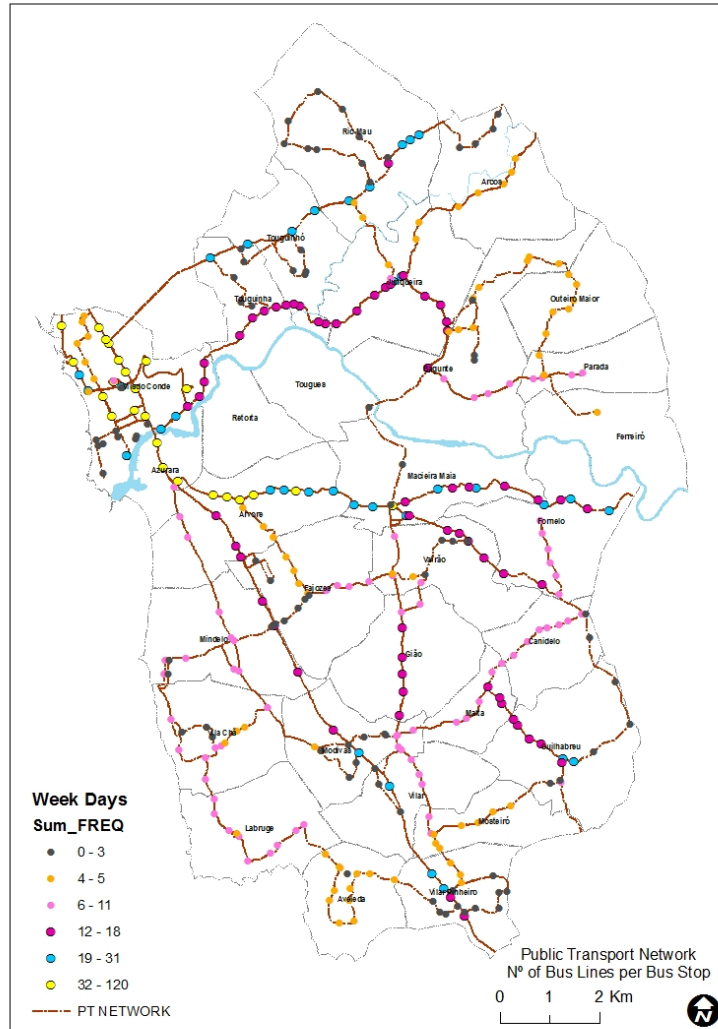 Rio Mau
Arcos
Touguinhó
Touguinha
Junqueira
Outeiro Maior
Bagunte
Parada
Vila do Conde
Tougues
Retorta
Ferreiró
Azurara
Macieira Maia
Árvore
Fornelo
Vairão
Fajozes
Mindelo
Canidelo
Gião
Malta
Modivas
Guilhabreu
Vilar
Mosteiró
Labruge
Aveleda
Vilar Pinheiro
Week Days
Sum_FREQ
0 - 3
4 - 5
6 - 11
12 - 18
19 - 31
32 - 120
PT NETWORK
Public Transport Network
Nº of Bus Lines per Bus Stop
0 1 2 Km
N